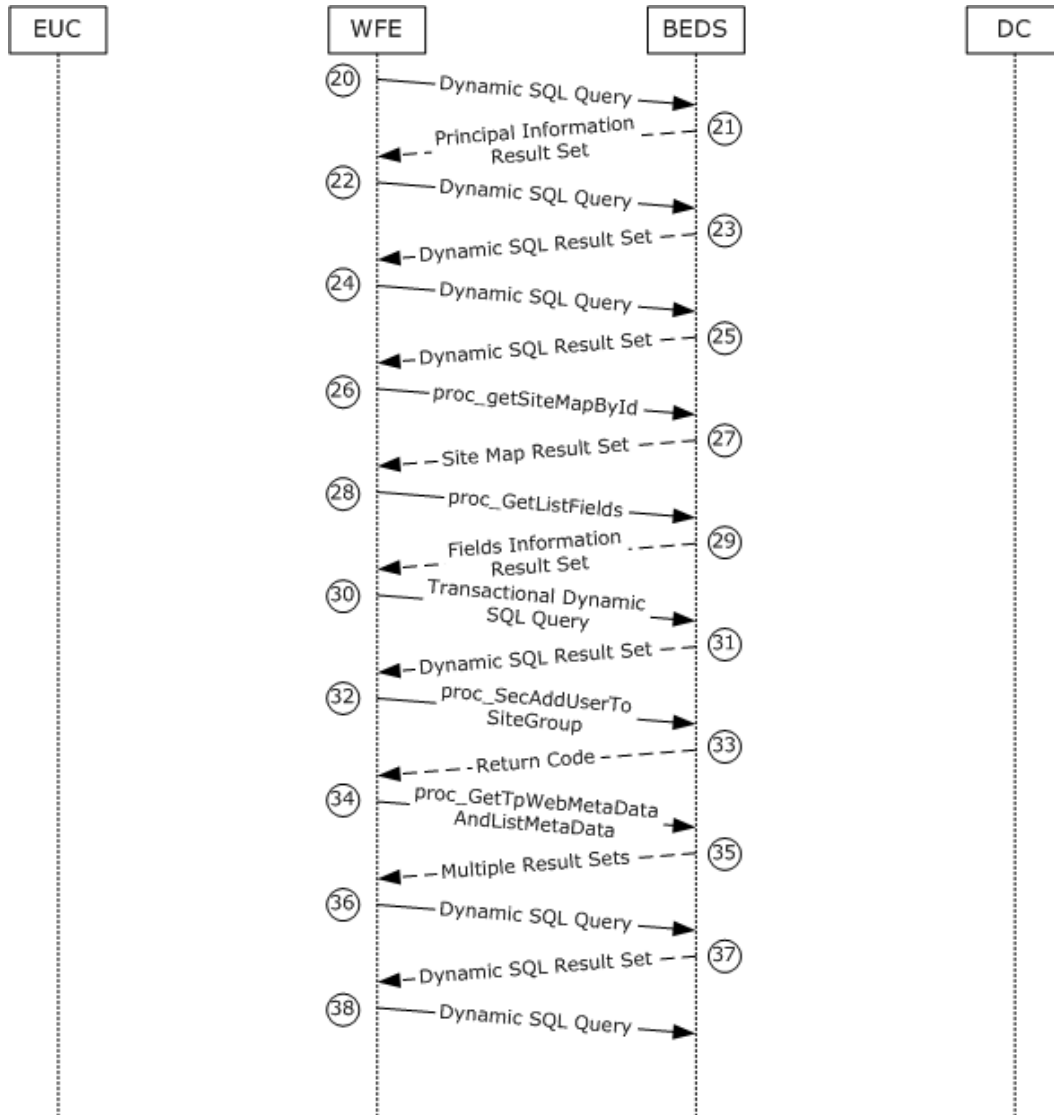 EUC
WFE
BEDS
DC
20
Dynamic SQL Query
21
Principal Information
Result Set
22
Dynamic SQL Query
23
Dynamic SQL Result Set
24
Dynamic SQL Query
25
Dynamic SQL Result Set
26
proc_getSiteMapById
27
Site Map Result Set
28
proc_GetListFields
29
Fields Information
Result Set
30
Transactional Dynamic
SQL Query
31
Dynamic SQL Result Set
32
proc_SecAddUserTo
SiteGroup
33
Return Code
34
proc_GetTpWebMetaData
AndListMetaData
35
Multiple Result Sets
36
Dynamic SQL Query
37
Dynamic SQL Result Set
38
Dynamic SQL Query